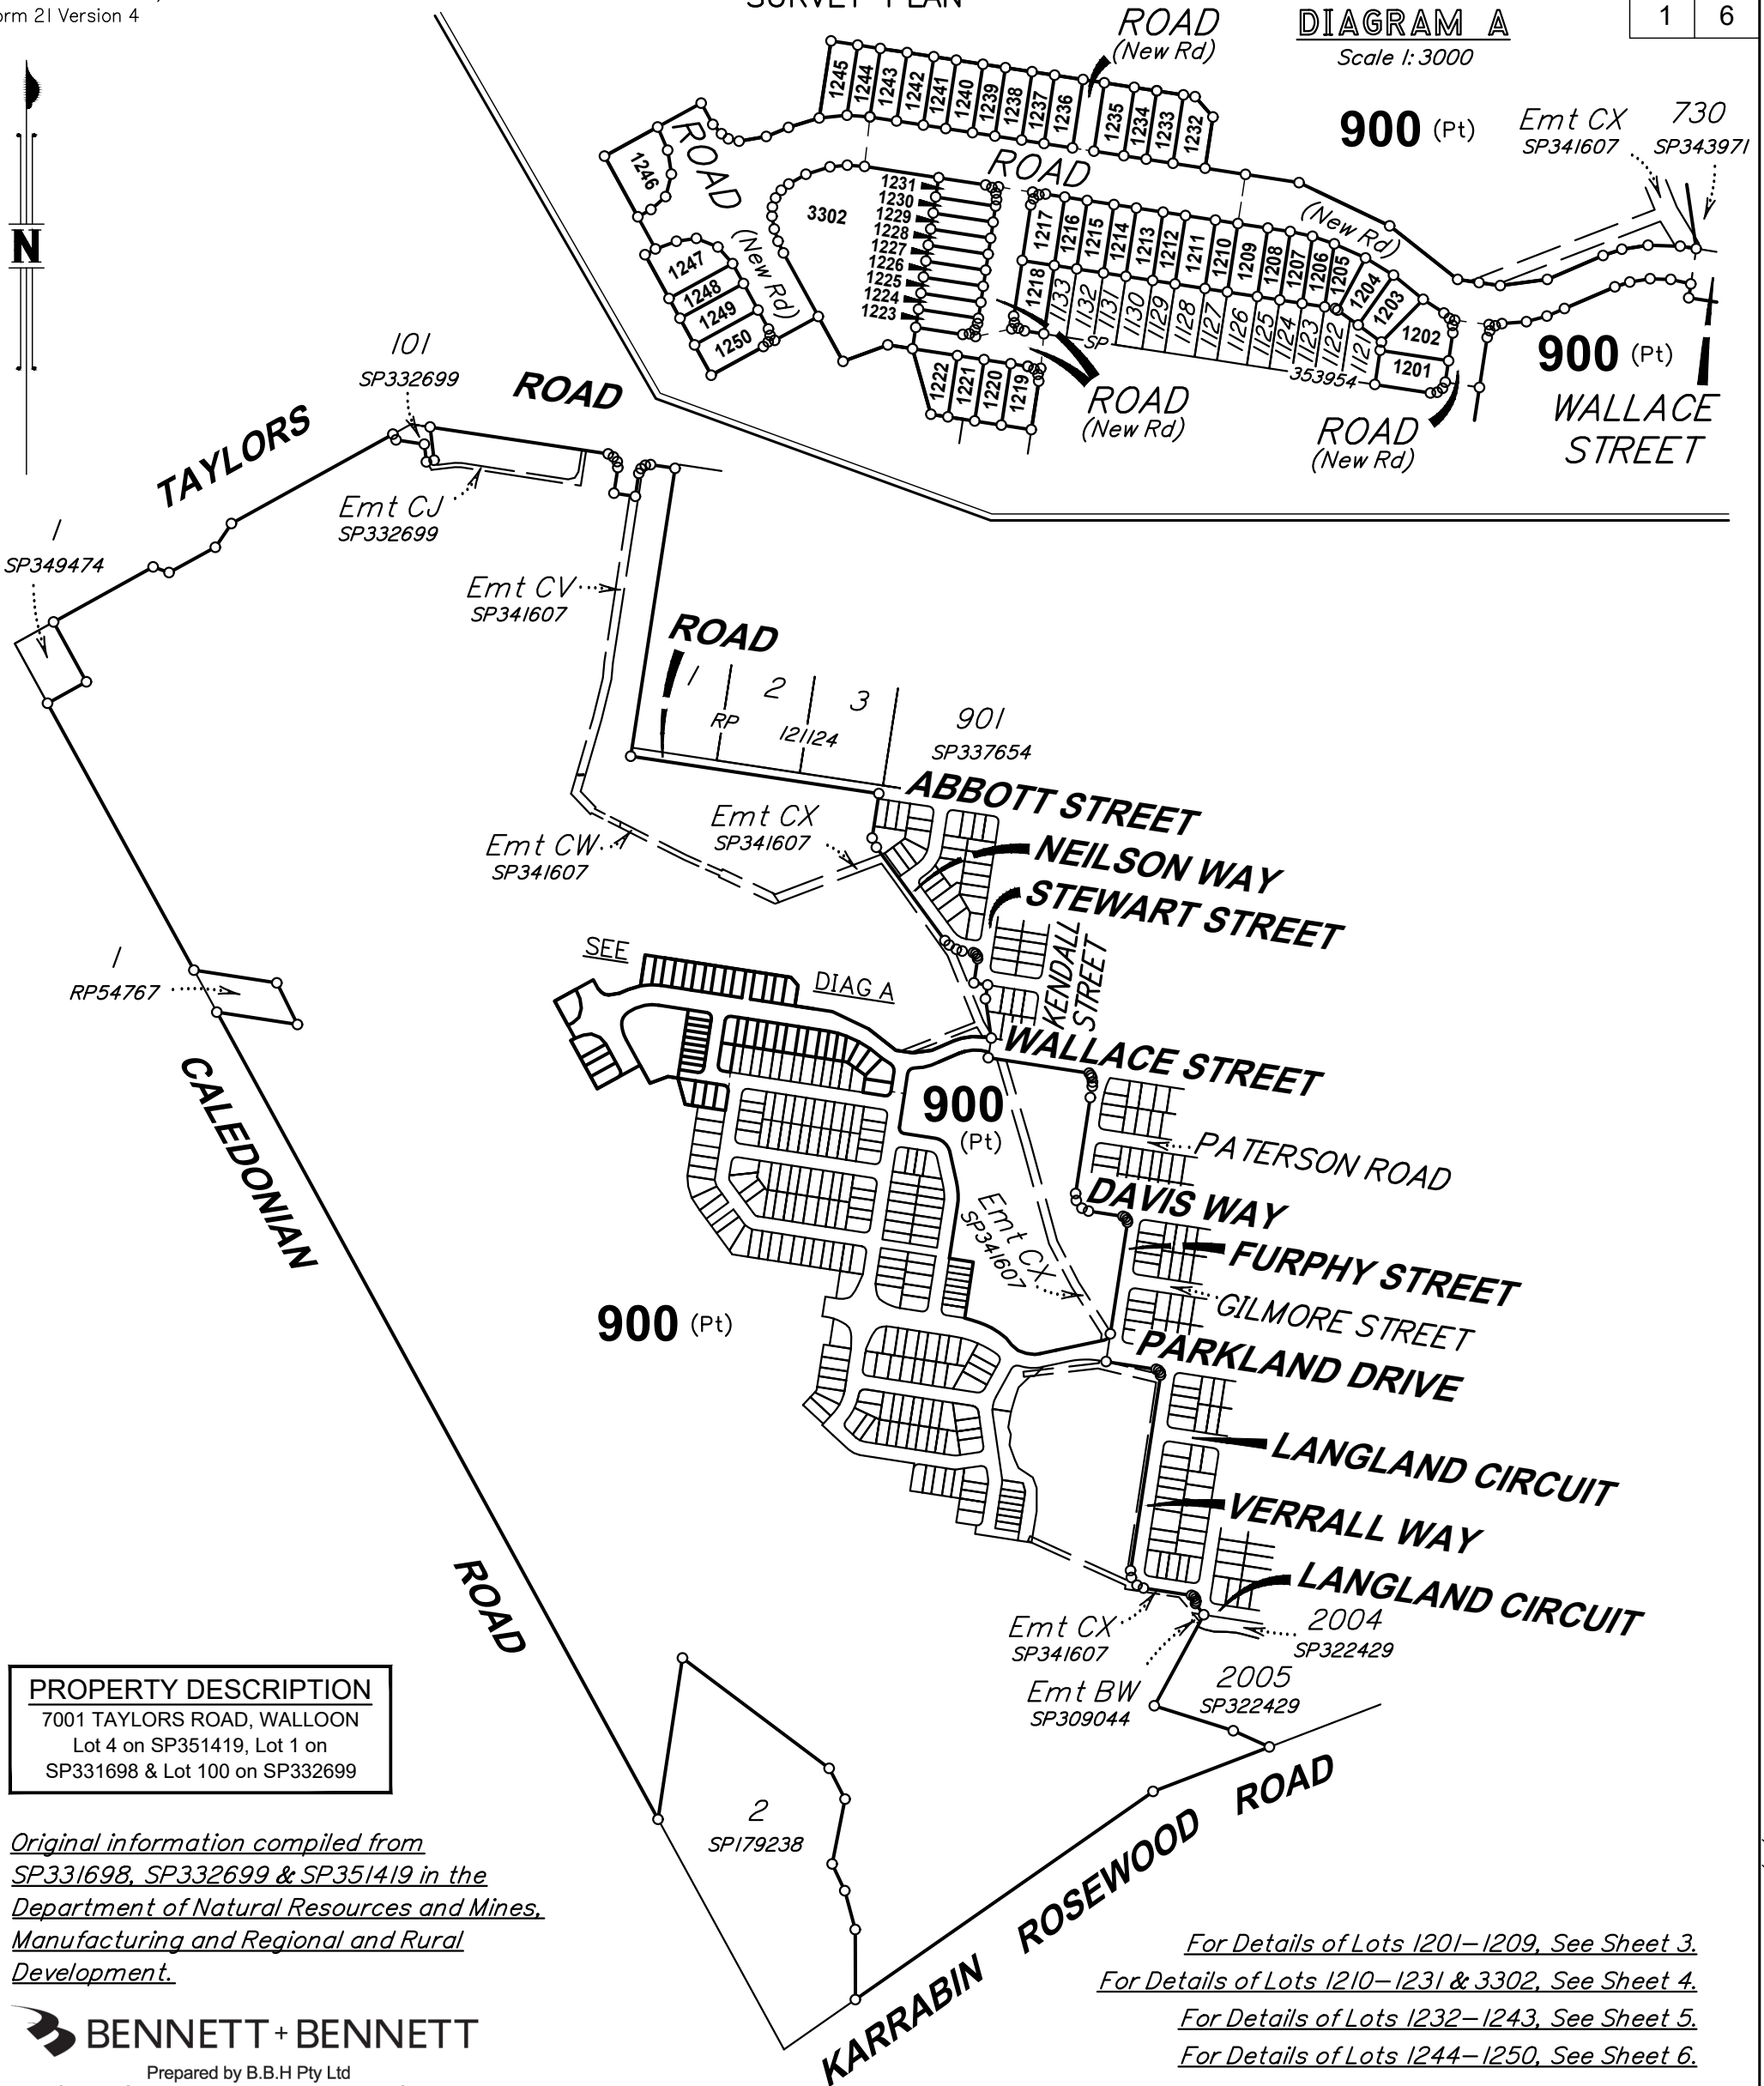 orm 21 Version 4
SURVEY PLAN
1 6
DIAGRAM A
Scale 1:3000
ROAD
(New Rd)
900 (Pt)
Emt CX
SP341607
730
SP343971
1245
1244
1243
1242
1241
1240
1239
1238
1237
1236
1235
1234
1233
1232
ROAD
ROAD
(New Rd)
1246
3302
1231
1230
1229
1228
1227
1226
1225
1224
1223
ROAD
(New Rd)
1217
1216
1215
1214
1213
1212
1211
1210
1209
1208
1207
1206
1205
1204
1203
1202
1201
1218
1133
1132
1131
1130
1129
1128
1127
1126
1125
1124
1123
1122
1121
SP
353954
1247
1248
1249
1250
1222
1221
1220
1219
ROAD
(New Rd)
ROAD
(New Rd)
900 (Pt)
WALLACE
STREET
N
101
SP332699
TAYLORS
ROAD
Emt CJ
SP332699
1
SP349474
Emt CV
SP341607
ROAD
1
2
3
RP
121124
901
SP337654
ABBOTT STREET
Emt CX
SP341607
Emt CW
SP341607
NEILSON WAY
STEWART STREET
KENDALL
STREET
SEE
DIAG A
1
RP54767
WALLACE STREET
900
(Pt)
PATERSON ROAD
DAVIS WAY
Emt CX
SP341607
FURPHY STREET
GILMORE STREET
CALEDONIAN
900 (Pt)
PARKLAND DRIVE
LANGLAND CIRCUIT
VERRALL WAY
LANGLAND CIRCUIT
ROAD
Emt CX
SP341607
2004
SP322429
Emt BW
SP309044
2005
SP322429
PROPERTY DESCRIPTION
7001 TAYLORS ROAD, WALLOON
Lot 4 on SP351419, Lot 1 on
SP331698 & Lot 100 on SP332699
2
SP179238
KARRABIN ROSEWOOD ROAD
Original information compiled from
SP331698, SP332699 & SP351419 in the
Department of Natural Resources and Mines,
Manufacturing and Regional and Rural
Development.
For Details of Lots 1201-1209, See Sheet 3.
For Details of Lots 1210-1231 & 3302, See Sheet 4.
For Details of Lots 1232-1243, See Sheet 5.
For Details of Lots 1244-1250, See Sheet 6.
BENNETT+BENNETT
Prepared by B.B.H Pty Ltd